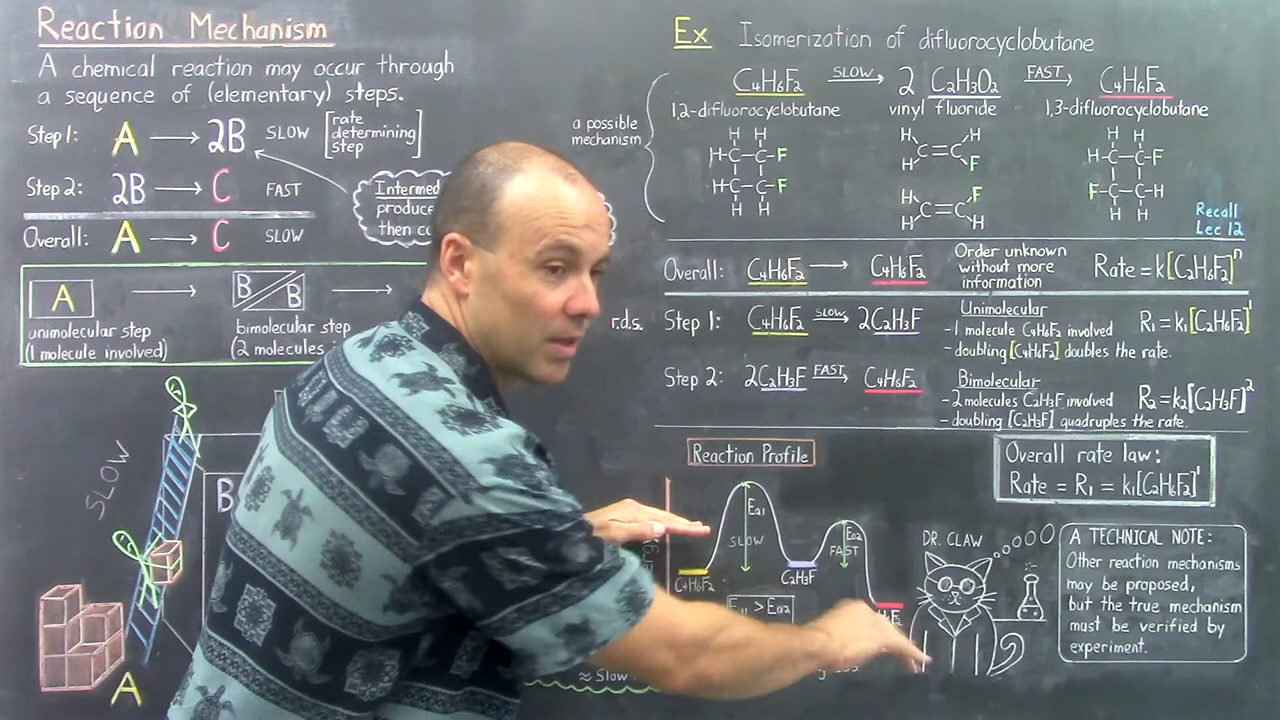 Reaction Mechanism
A chemical reaction may occur through
a sequence of (elementary) steps.
Step 1: A → 2B SLOW [rate determining step]
Step 2: 2B → C FAST
Overall: A → C SLOW
produce
then
A → B B →
unimolecular step
(1 molecule involved)
bimolecular step
(2 molecules
SLOW
A
B
≈ Slow
Ex Isomerization of difluorocyclobutane
a possible
mechanism
C₄H₆F₂ SLOW → 2 C₂H₃O₂ FAST → C₄H₆F₂
1,2-difluorocyclobutane vinyl fluoride 1,3-difluorocyclobutane
H H
H-C-C-F
H-C-C-F
H H
H H
C=C
H F
H F
C=C
H H
H H
H-C-C-F
F-C-C-H
H H
Recall
Lec 12
Overall: C₄H₆F₂ → C₄H₆F₂
Order unknown
without more
information
Rate = k[C₂H₆F₂]ⁿ
r.d.s. Step 1: C₄H₆F₂ SLOW → 2C₂H₃F
Unimolecular
- 1 molecule C₄H₆F₂ involved
- doubling [C₄H₆F₂] doubles the rate.
R₁ = k₁[C₂H₆F₂]¹
Step 2: 2C₂H₃F FAST → C₄H₆F₂
Bimolecular
- 2 molecules C₂H₃F involved
- doubling [C₂H₃F] quadruples the rate.
R₂ = k₂[C₂H₃F]²
Reaction Profile
Ea1
SLOW
Ea2
FAST
C₄H₆F₂
C₂H₃F
> Ea2
Overall rate law:
Rate = R₁ = k₁[C₂H₆F₂]¹
DR. CLAW
A TECHNICAL NOTE:
Other reaction mechanisms
may be proposed,
but the true mechanism
must be verified by
experiment.